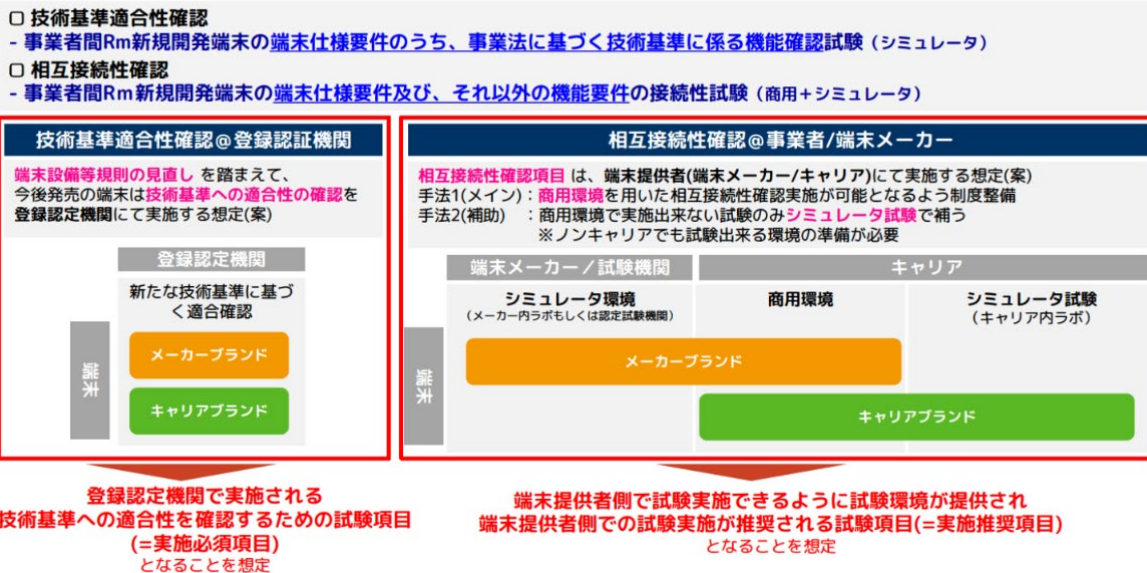 □ 技術基準適合性確認
- 事業者間Rm新規開発端末の端末仕様要件のうち、事業法に基づく技術基準に係る機能確認試験（シミュレータ）
□ 相互接続性確認
- 事業者間Rm新規開発端末の端末仕様要件及び、それ以外の機能要件の接続性試験（商用＋シミュレータ）
技術基準適合性確認@登録認証機関
端末設備等規則の見直し を踏まえて、
今後発売の端末は技術基準への適合性の確認を
登録認定機関にて実施する想定(案)
登録認定機関
新たな技術基準に基づ
く適合確認
端末
メーカーブランド
キャリアブランド
登録認定機関で実施される
技術基準への適合性を確認するための試験項目
(=実施必須項目)
となることを想定
相互接続性確認@事業者/端末メーカー
相互接続性確認項目 は、端末提供者(端末メーカー/キャリア)にて実施する想定(案)
手法1(メイン)：商用環境を用いた相互接続性確認実施が可能となるよう制度整備
手法2(補助)　：商用環境で実施出来ない試験のみシミュレータ試験で補う
※ノンキャリアでも試験出来る環境の準備が必要
端末メーカー／試験機関
キャリア
シミュレータ環境
（メーカー内ラボもしくは認定試験機関）
商用環境
シミュレータ試験
（キャリア内ラボ）
端末
メーカーブランド
キャリアブランド
端末提供者側で試験実施できるように試験環境が提供され
端末提供者側での試験実施が推奨される試験項目(=実施推奨項目)
となることを想定